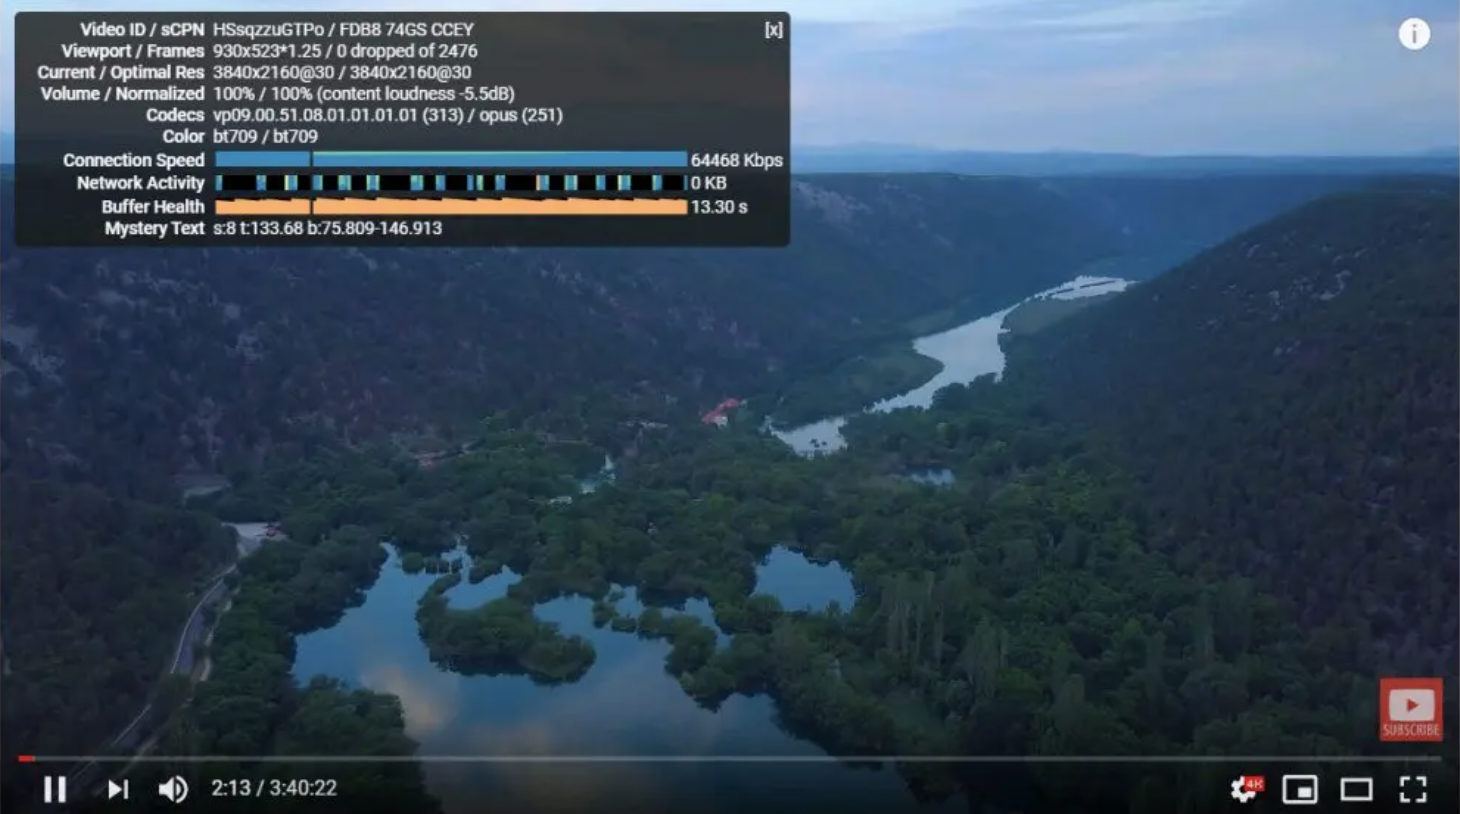 Video ID / sCPN HSsqzzuGTPo / FDB8 74GS CCEY [x]
Viewport / Frames 930x523*1.25 / 0 dropped of 2476
Current / Optimal Res 3840x2160@30 / 3840x2160@30
Volume / Normalized 100% / 100% (content loudness -5.5dB)
Codecs vp09.00.51.08.01.01.01.01 (313) / opus (251)
Color bt709 / bt709
Connection Speed 64468 Kbps
Network Activity 0 KB
Buffer Health 13.30 s
Mystery Text s:8 t:133.68 b:75.809-146.913
i
SUBSCRIBE
2:13 / 3:40:22
4K